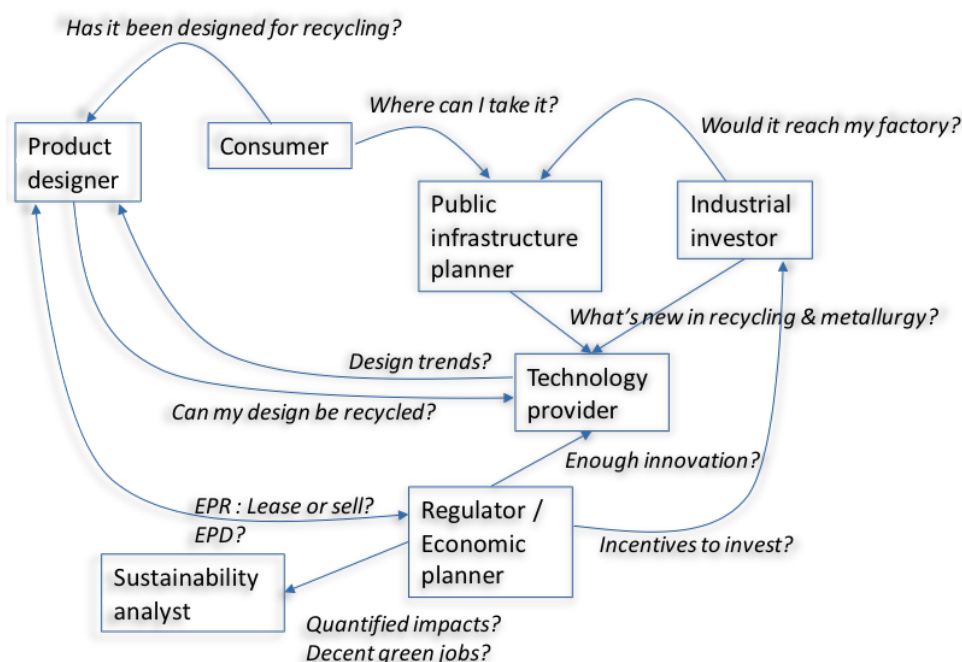 Has it been designed for recycling?
Where can I take it?
Would it reach my factory?
Product
designer
Consumer
Public
infrastructure
planner
Industrial
investor
What's new in recycling & metallurgy?
Design trends?
Technology
provider
Can my design be recycled?
Enough innovation?
EPR : Lease or sell?
EPD?
Regulator /
Economic
planner
Incentives to invest?
Sustainability
analyst
Quantified impacts?
Decent green jobs?